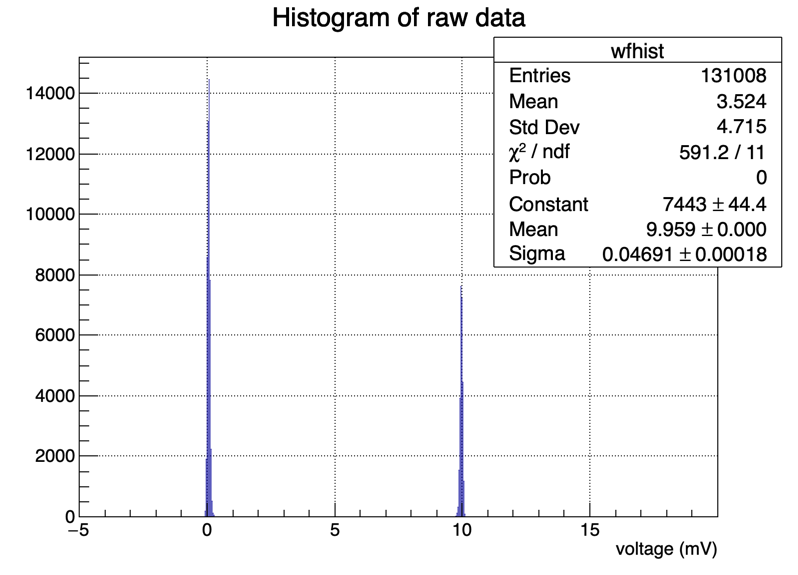 Histogram of raw data
wfhist
Entries 131008
Mean 3.524
Std Dev 4.715
χ² / ndf 591.2 / 11
Prob 0
Constant 7443 ± 44.4
Mean 9.959 ± 0.000
Sigma 0.04691 ± 0.00018
14000
12000
10000
8000
6000
4000
2000
0
−5 0 5 10 15
voltage (mV)